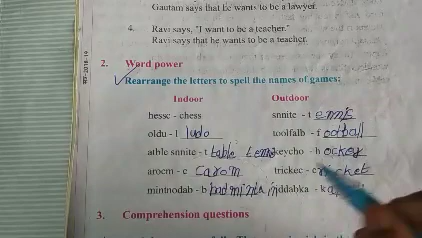 Gautam says that he wants to be a lawyer.
4. Ravi says, "I want to be a teacher."
Ravi says that he wants to be a teacher.
2. Word power
Rearrange the letters to spell the names of games:
Indoor Outdoor
hessc - chess snnite - t ennis
oldu - l ludo toolfalb - f ootball
athle snnite - t table tenn keycho - h ockey
arocm - c carom trickec - c ricket
mintnodab - b badmintn iddabka - k
3. Comprehension questions